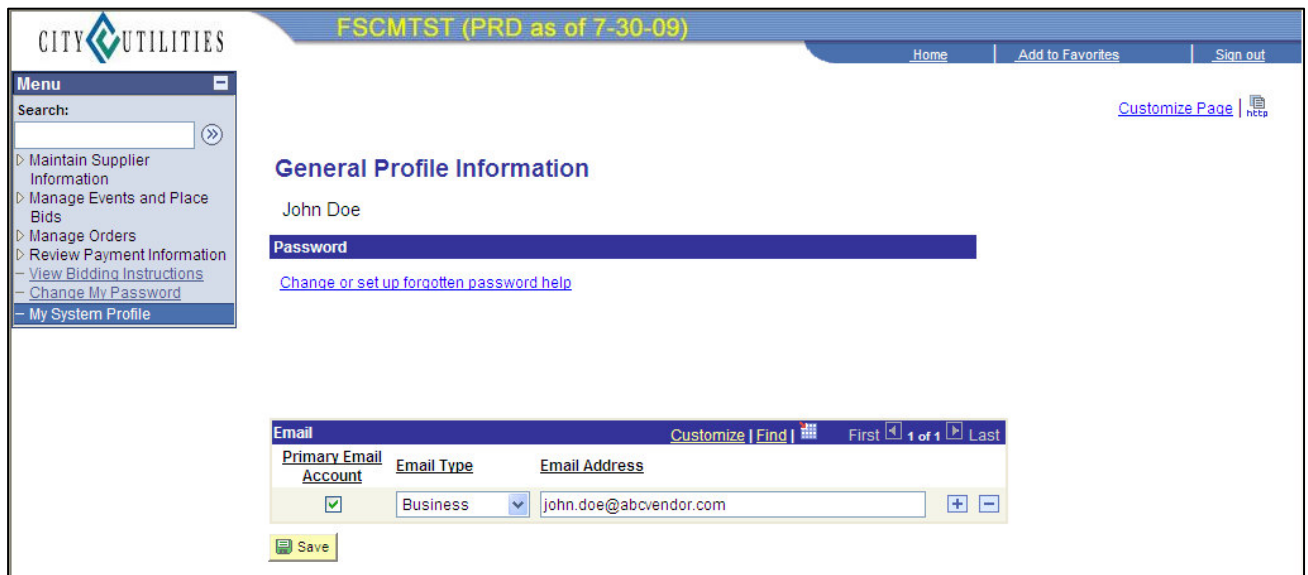 CITY UTILITIES
FSCMTST (PRD as of 7-30-09)
Home Add to Favorites Sign out
Menu
Search:
Maintain Supplier
Information
Manage Events and Place
Bids
Manage Orders
Review Payment Information
View Bidding Instructions
Change My Password
My System Profile
Customize Page | http
General Profile Information
John Doe
Password
Change or set up forgotten password help
Email Customize | Find | First 1 of 1 Last
Primary Email
Account
Email Type Email Address
Business john.doe@abcvendor.com
Save